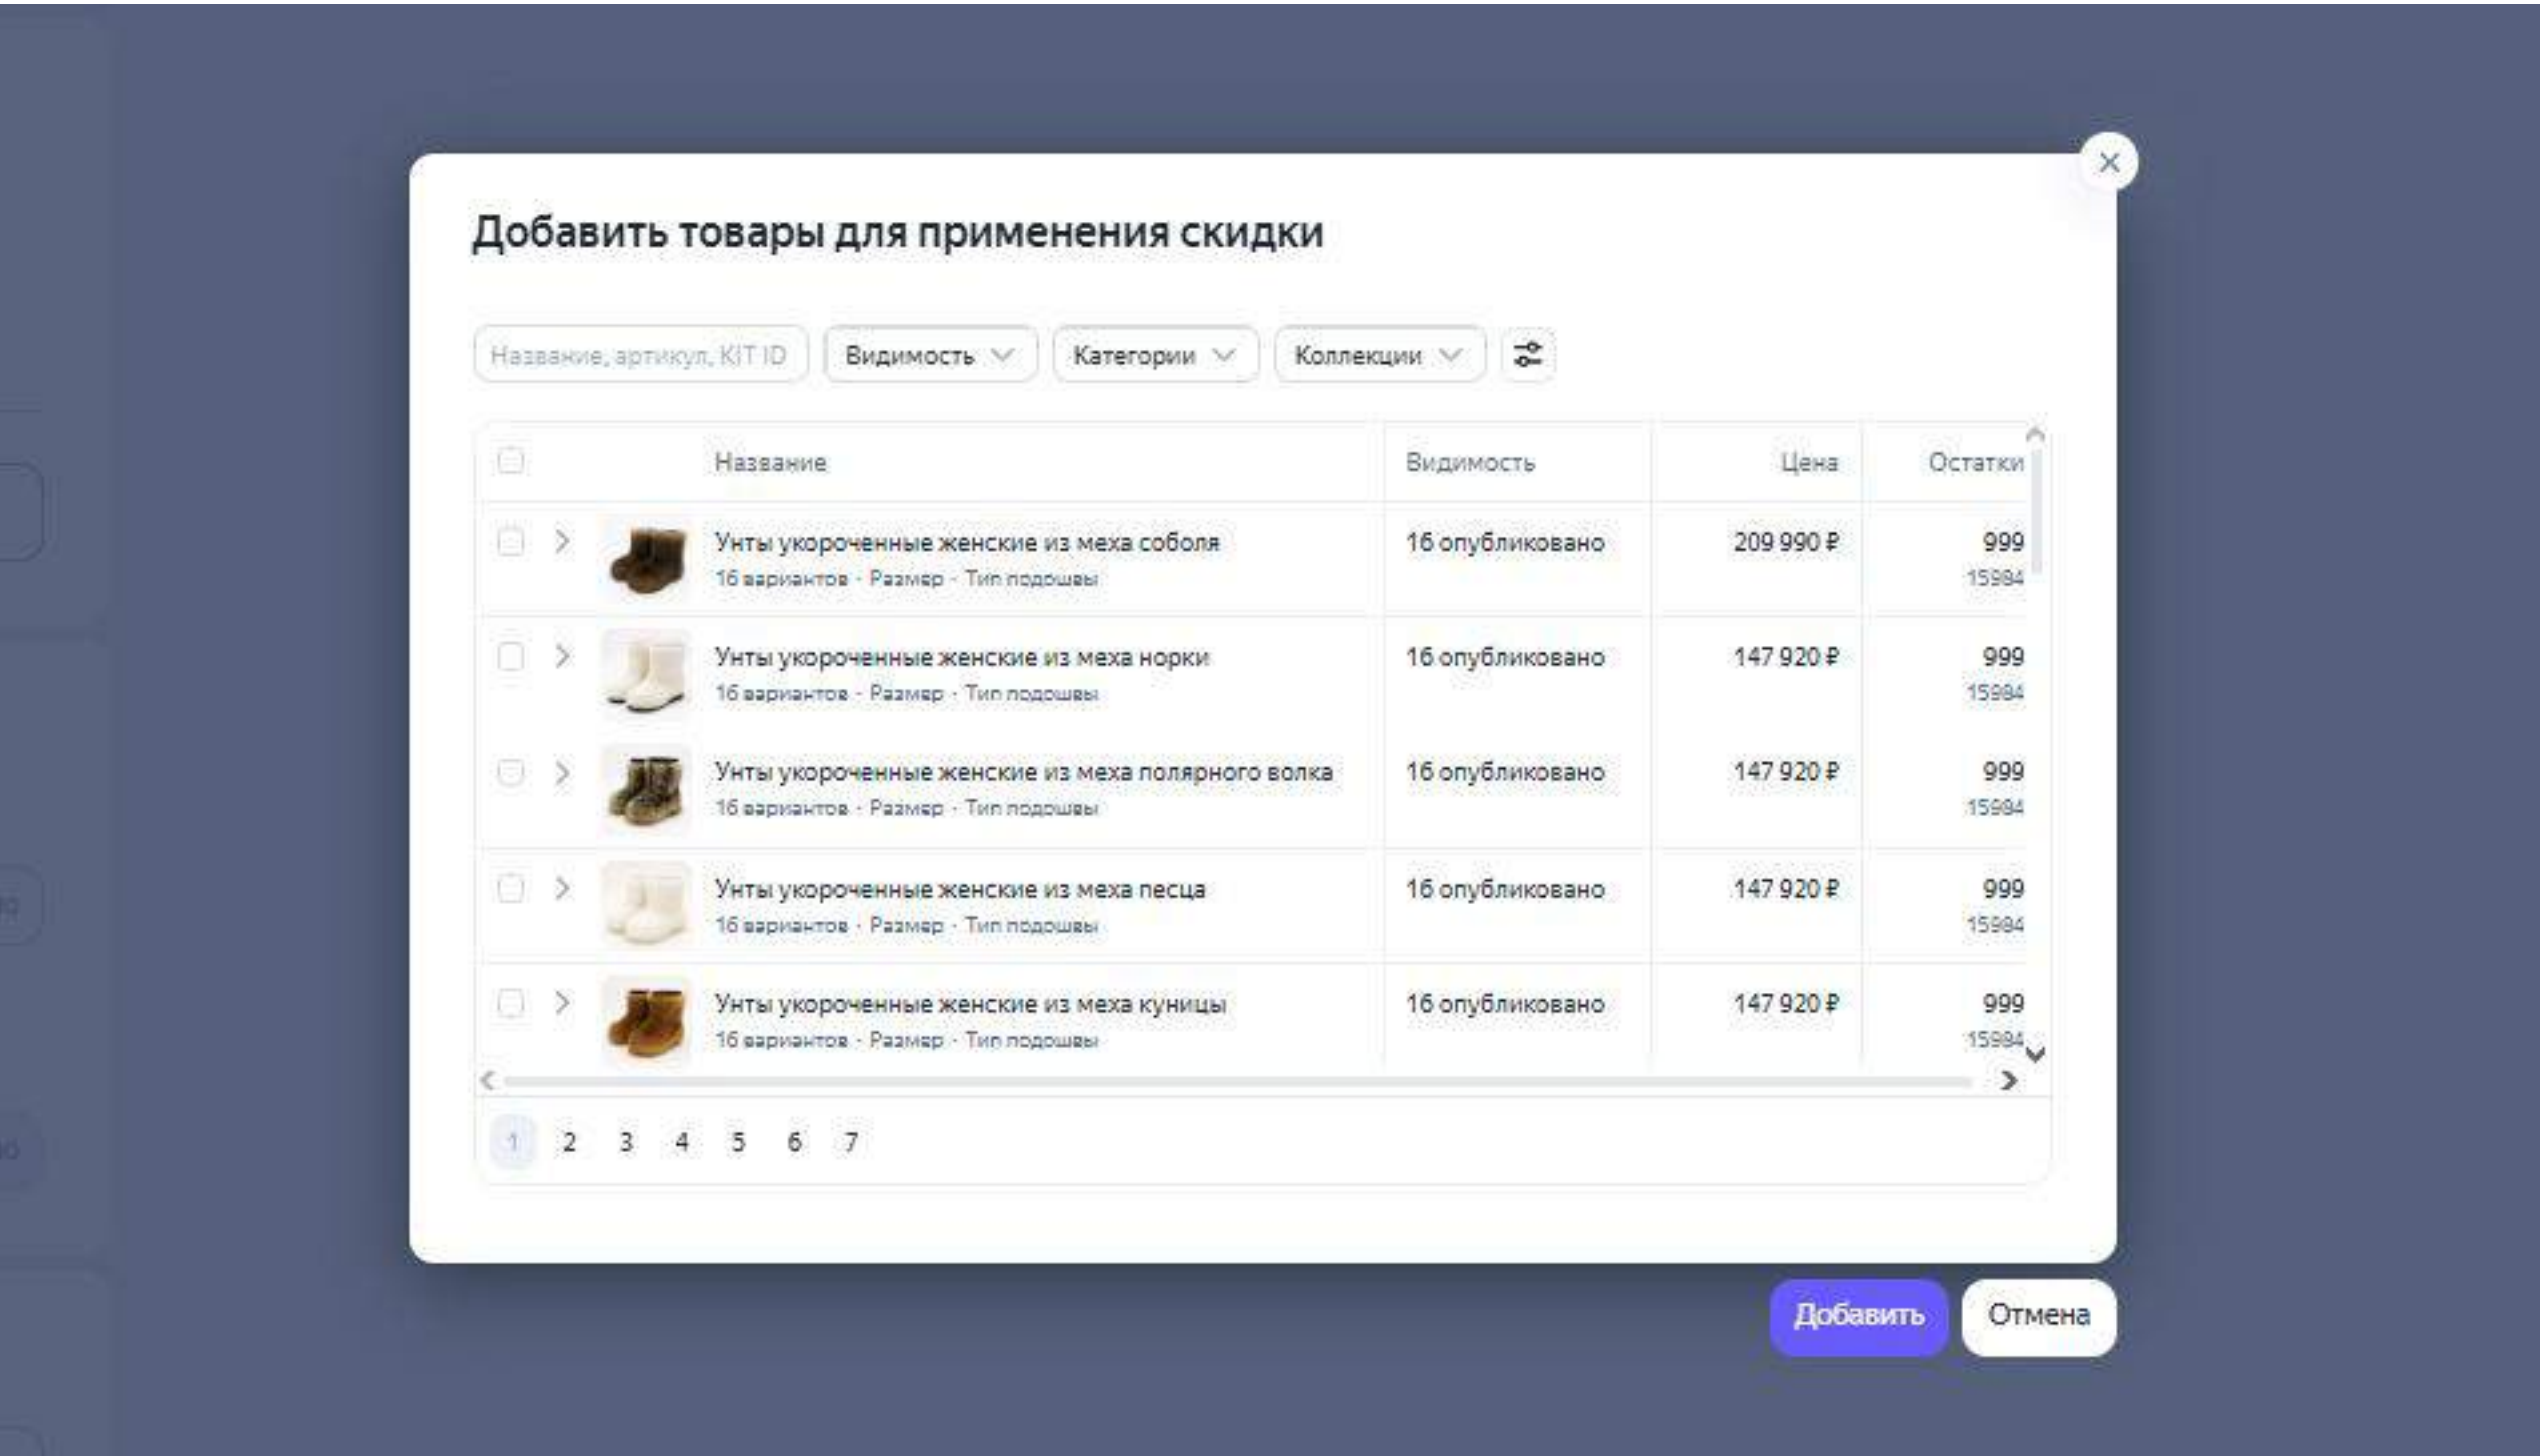 Добавить товары для применения скидки
Название, артикул, KIT ID Видимость Категории Коллекции
Название Видимость Цена Остатки
Унты укороченные женские из меха соболя 16 опубликовано 209 990 ₽ 999
16 вариантов · Размер · Тип подошвы 15984
Унты укороченные женские из меха норки 16 опубликовано 147 920 ₽ 999
16 вариантов · Размер · Тип подошвы 15984
Унты укороченные женские из меха полярного волка 16 опубликовано 147 920 ₽ 999
16 вариантов · Размер · Тип подошвы 15984
Унты укороченные женские из меха песца 16 опубликовано 147 920 ₽ 999
16 вариантов · Размер · Тип подошвы 15984
Унты укороченные женские из меха куницы 16 опубликовано 147 920 ₽ 999
16 вариантов · Размер · Тип подошвы 15984
1 2 3 4 5 6 7
Добавить Отмена